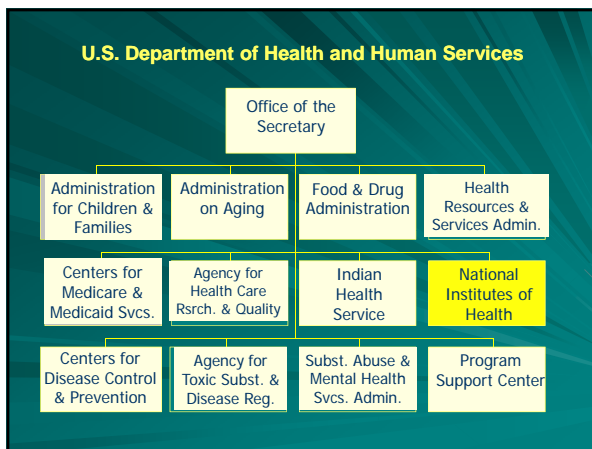 U.S. Department of Health and Human Services
Office of the
Secretary
Administration
for Children &
Families
Administration
on Aging
Food & Drug
Administration
Health
Resources &
Services Admin.
Centers for
Medicare &
Medicaid Svcs.
Agency for
Health Care
Rsrch. & Quality
Indian
Health
Service
National
Institutes of
Health
Centers for
Disease Control
& Prevention
Agency for
Toxic Subst. &
Disease Reg.
Subst. Abuse &
Mental Health
Svcs. Admin.
Program
Support Center